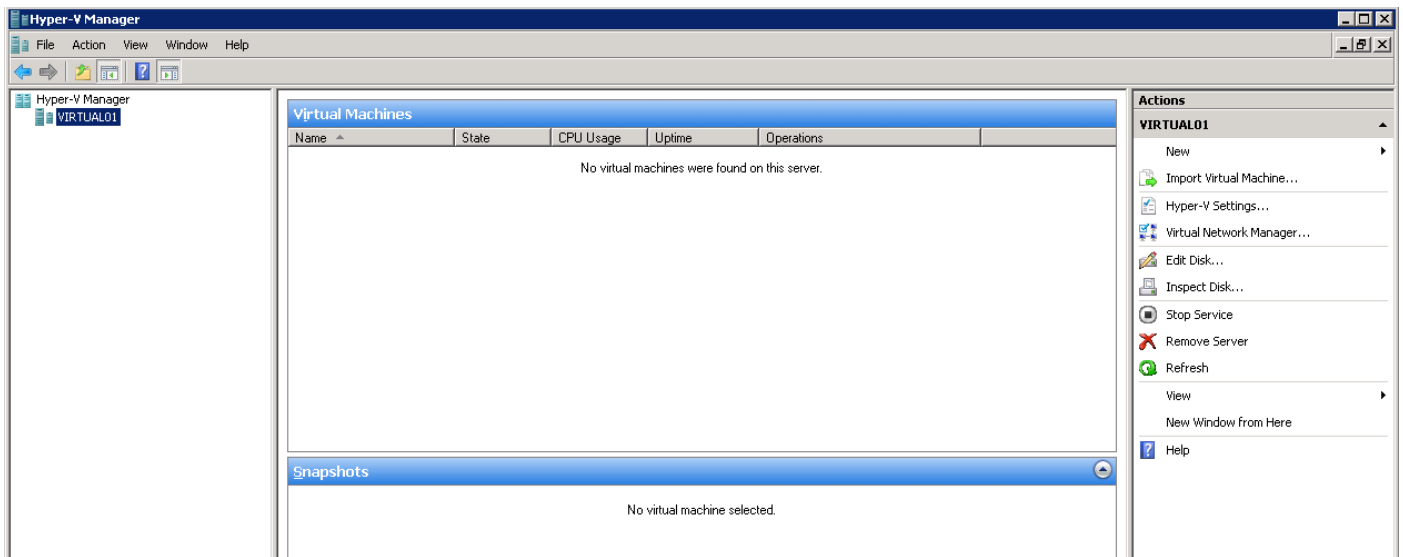 Hyper-V Manager
File Action View Window Help
Hyper-V Manager
VIRTUAL01
Virtual Machines
Name State CPU Usage Uptime Operations
No virtual machines were found on this server.
Snapshots
No virtual machine selected.
Actions
VIRTUAL01
New
Import Virtual Machine...
Hyper-V Settings...
Virtual Network Manager...
Edit Disk...
Inspect Disk...
Stop Service
Remove Server
Refresh
View
New Window from Here
Help